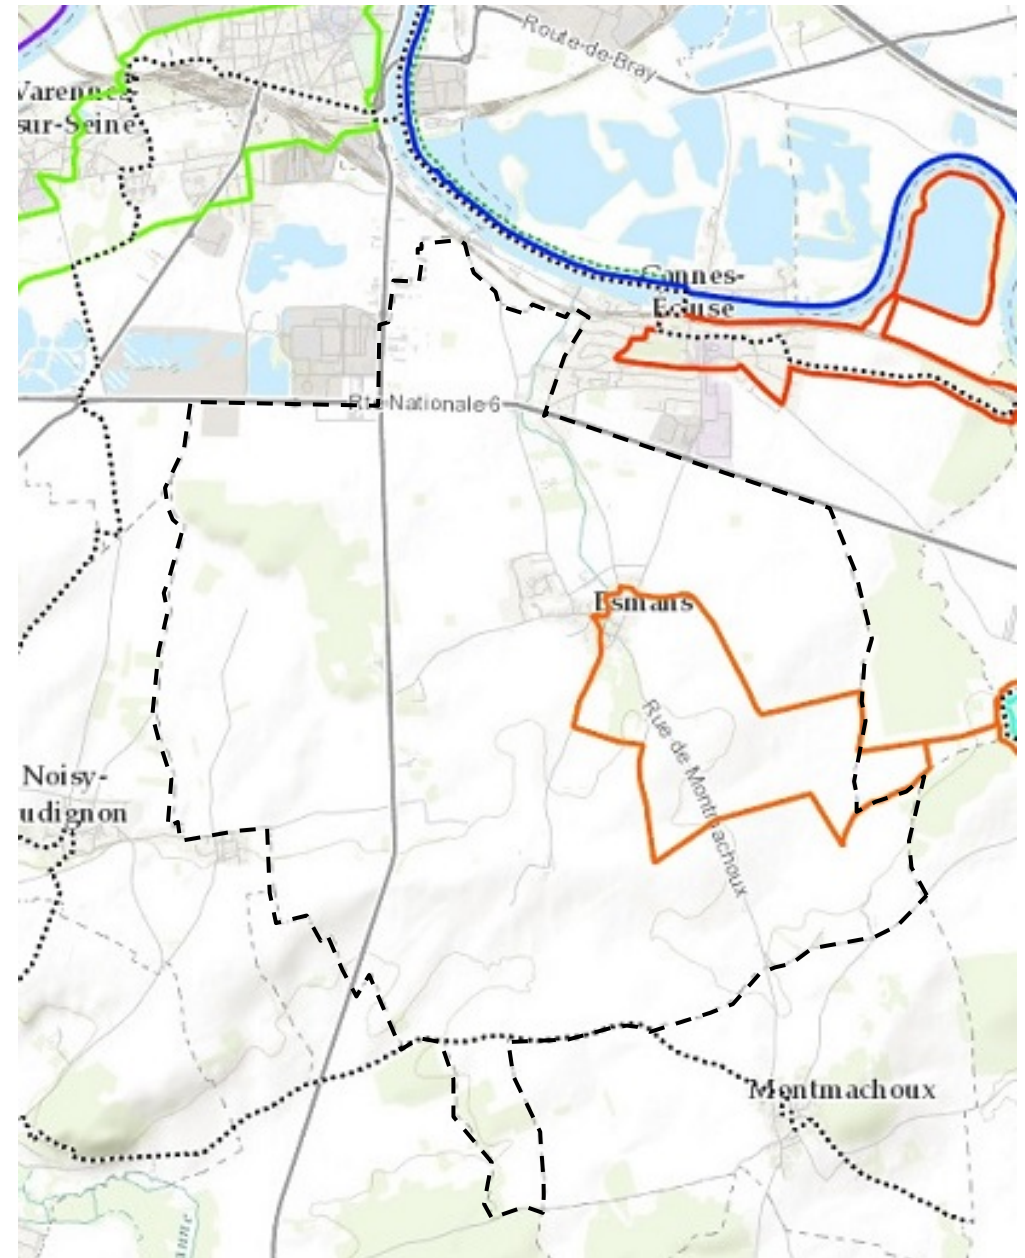 Route-de-Bray
Varennes-
sur-Seine
Cannes-
Ecluse
Rte Nationale 6
Esmans
Rue de Montmachoux
Noisy-
udignon
Montmachoux